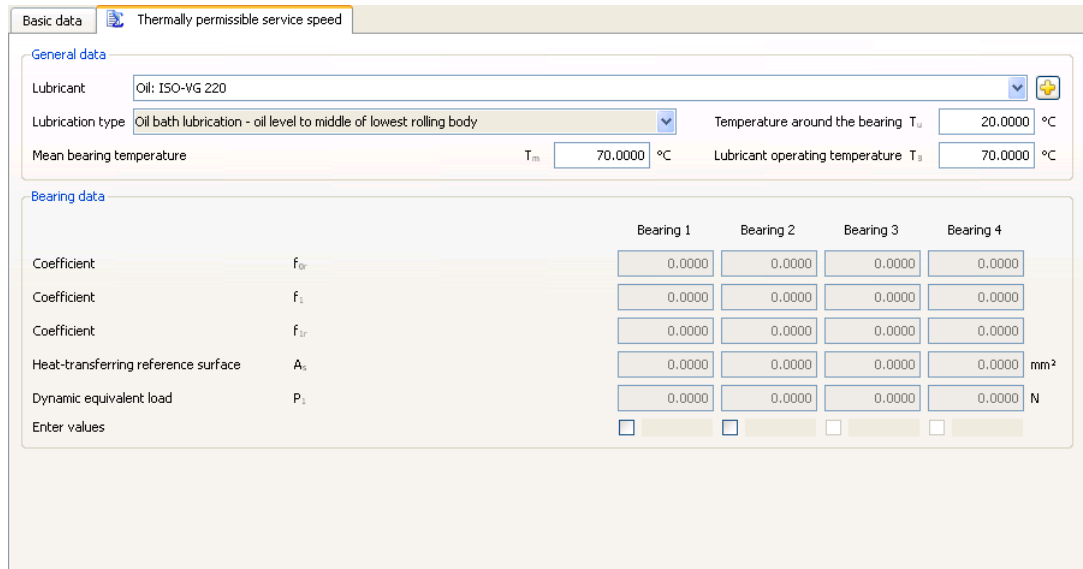 Basic data Thermally permissible service speed
General data
Lubricant Oil: ISO-VG 220
Lubrication type Oil bath lubrication - oil level to middle of lowest rolling body Temperature around the bearing Tu 20.0000 °C
Mean bearing temperature Tm 70.0000 °C Lubricant operating temperature TB 70.0000 °C
Bearing data
Bearing 1 Bearing 2 Bearing 3 Bearing 4
Coefficient f0r 0.0000 0.0000 0.0000 0.0000
Coefficient f1 0.0000 0.0000 0.0000 0.0000
Coefficient f1r 0.0000 0.0000 0.0000 0.0000
Heat-transferring reference surface As 0.0000 0.0000 0.0000 0.0000 mm²
Dynamic equivalent load P1 0.0000 0.0000 0.0000 0.0000 N
Enter values